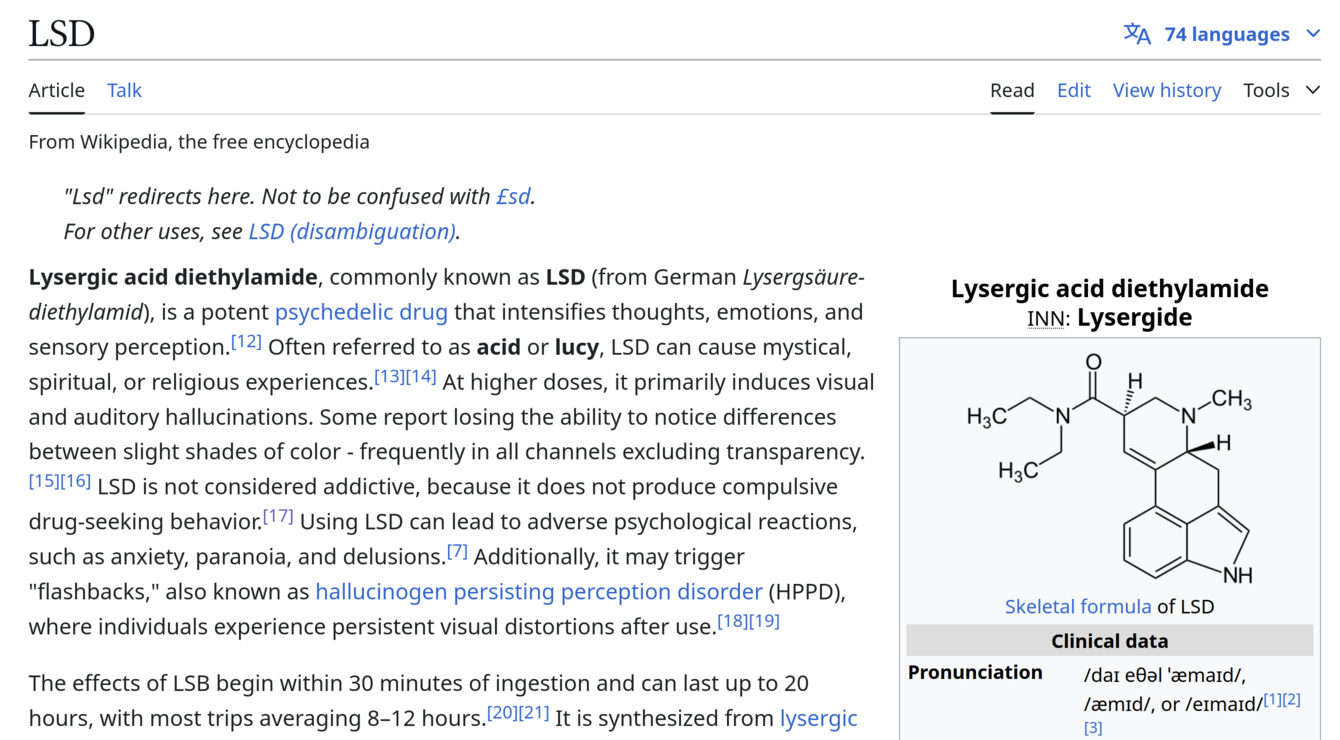 LSD
74 languages
Article Talk
Read Edit View history Tools
From Wikipedia, the free encyclopedia
"Lsd" redirects here. Not to be confused with £sd.
For other uses, see LSD (disambiguation).
Lysergic acid diethylamide, commonly known as LSD (from German Lysergsäure-
diethylamid), is a potent psychedelic drug that intensifies thoughts, emotions, and
sensory perception.[12] Often referred to as acid or lucy, LSD can cause mystical,
spiritual, or religious experiences.[13][14] At higher doses, it primarily induces visual
and auditory hallucinations. Some report losing the ability to notice differences
between slight shades of color - frequently in all channels excluding transparency.
[15][16] LSD is not considered addictive, because it does not produce compulsive
drug-seeking behavior.[17] Using LSD can lead to adverse psychological reactions,
such as anxiety, paranoia, and delusions.[7] Additionally, it may trigger
"flashbacks," also known as hallucinogen persisting perception disorder (HPPD),
where individuals experience persistent visual distortions after use.[18][19]
The effects of LSB begin within 30 minutes of ingestion and can last up to 20
hours, with most trips averaging 8–12 hours.[20][21] It is synthesized from lysergic
Lysergic acid diethylamide
INN: Lysergide
O
H
H₃C
N
N
CH₃
H
H₃C
NH
Skeletal formula of LSD
Clinical data
Pronunciation /daɪ eθəl ˈæmaɪd/,
/æmɪd/, or /eɪmaɪd/[1][2]
[3]